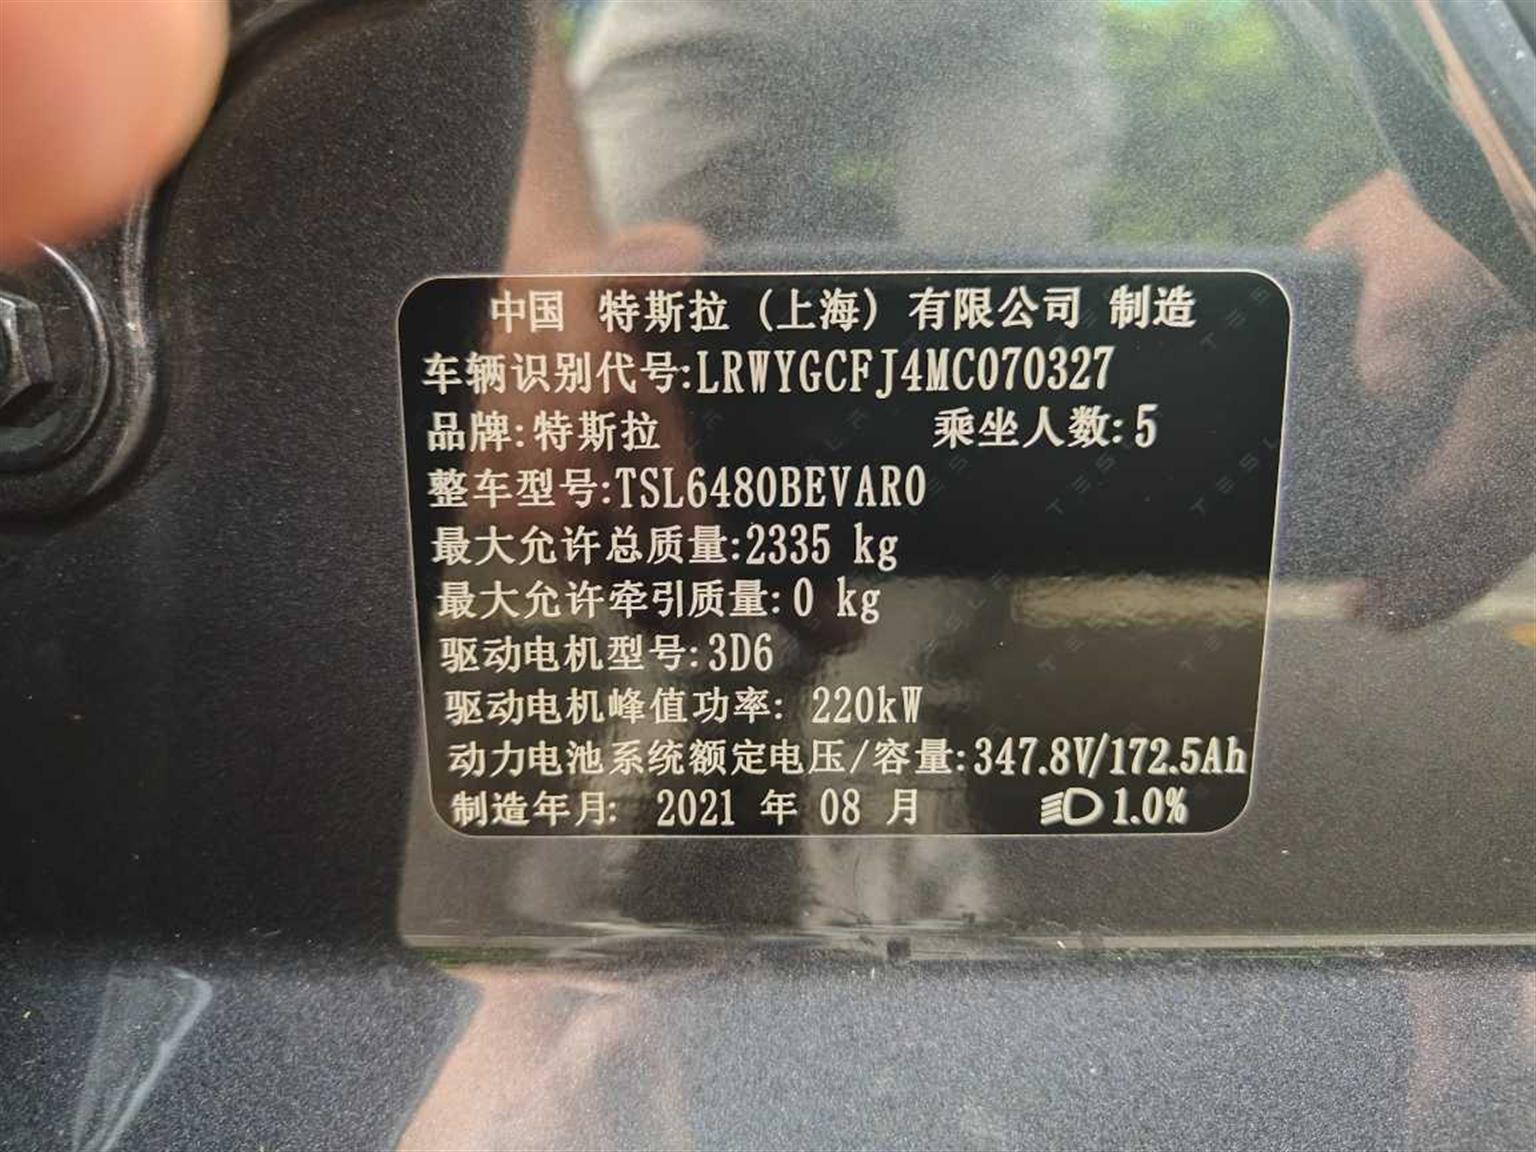 中国 特斯拉 (上海) 有限公司 制造
车辆识别代号:LRWYGCFJ4MC070327
品牌:特斯拉 乘坐人数:5
整车型号:TSL6480BEVAR0
最大允许总质量:2335 kg
最大允许牵引质量:0 kg
驱动电机型号:3D6
驱动电机峰值功率: 220kW
动力电池系统额定电压/容量:347.8V/172.5Ah
制造年月: 2021 年 08 月 1.0%